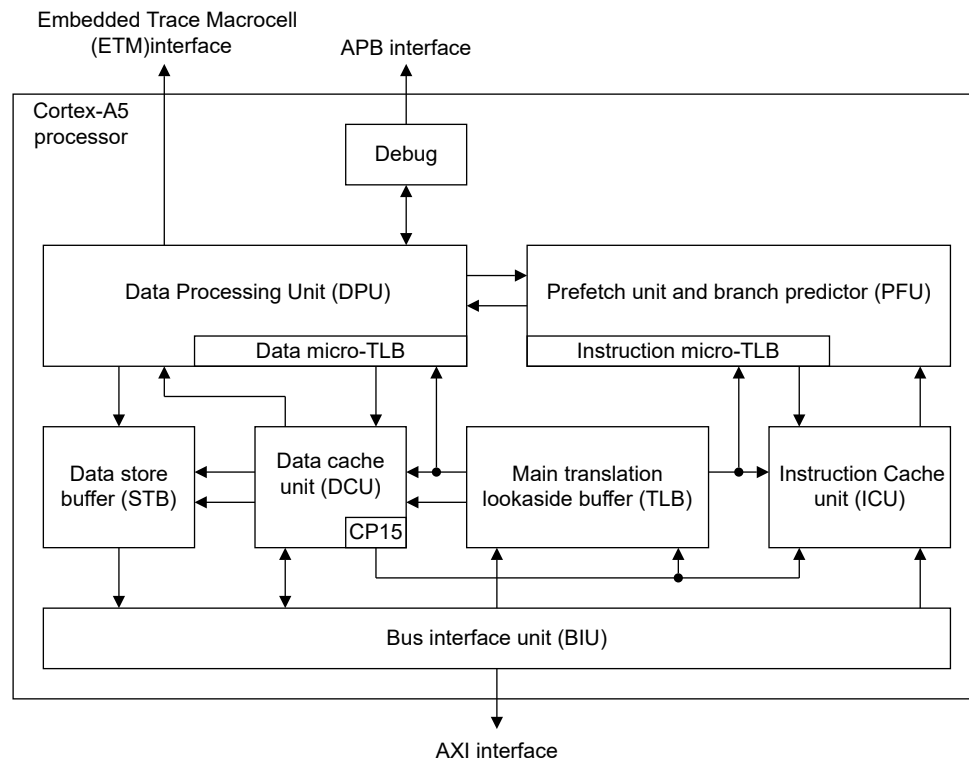 Embedded Trace Macrocell
(ETM)interface
APB interface
Cortex-A5
processor
Debug
Data Processing Unit (DPU)
Prefetch unit and branch predictor (PFU)
Data micro-TLB
Instruction micro-TLB
Data store
buffer (STB)
Data cache
unit (DCU)
CP15
Main translation
lookaside buffer (TLB)
Instruction Cache
unit (ICU)
Bus interface unit (BIU)
AXI interface